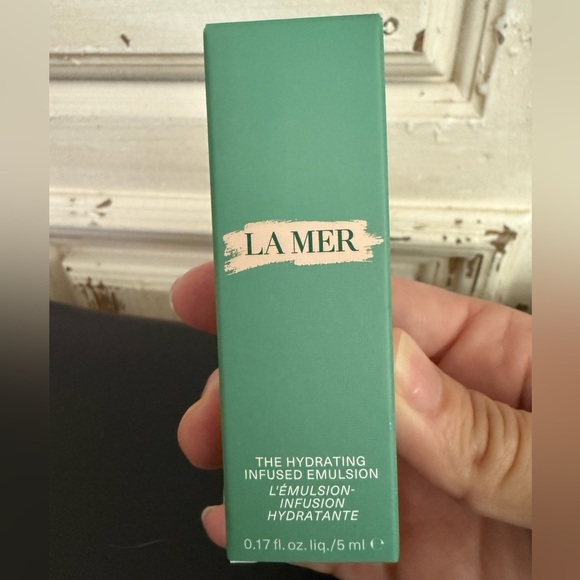 LA MER
THE HYDRATING
INFUSED EMULSION
L'ÉMULSION-
INFUSION
HYDRATANTE
0.17 fl. oz. liq./5 ml ℮